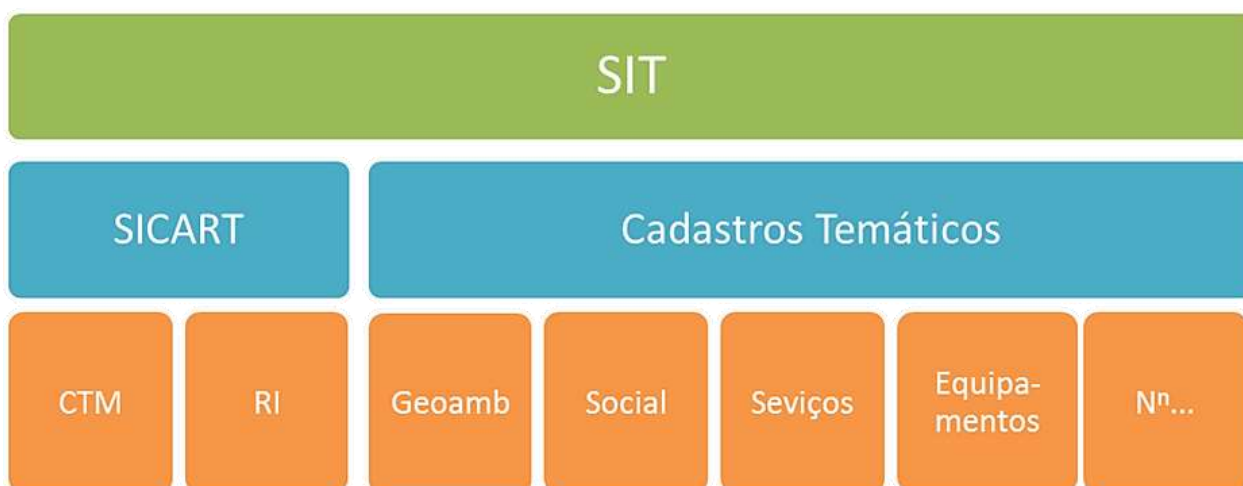 SIT
SICART
Cadastros Temáticos
CTM
RI
Geoamb
Social
Seviços
Equipa-
mentos
Nⁿ...